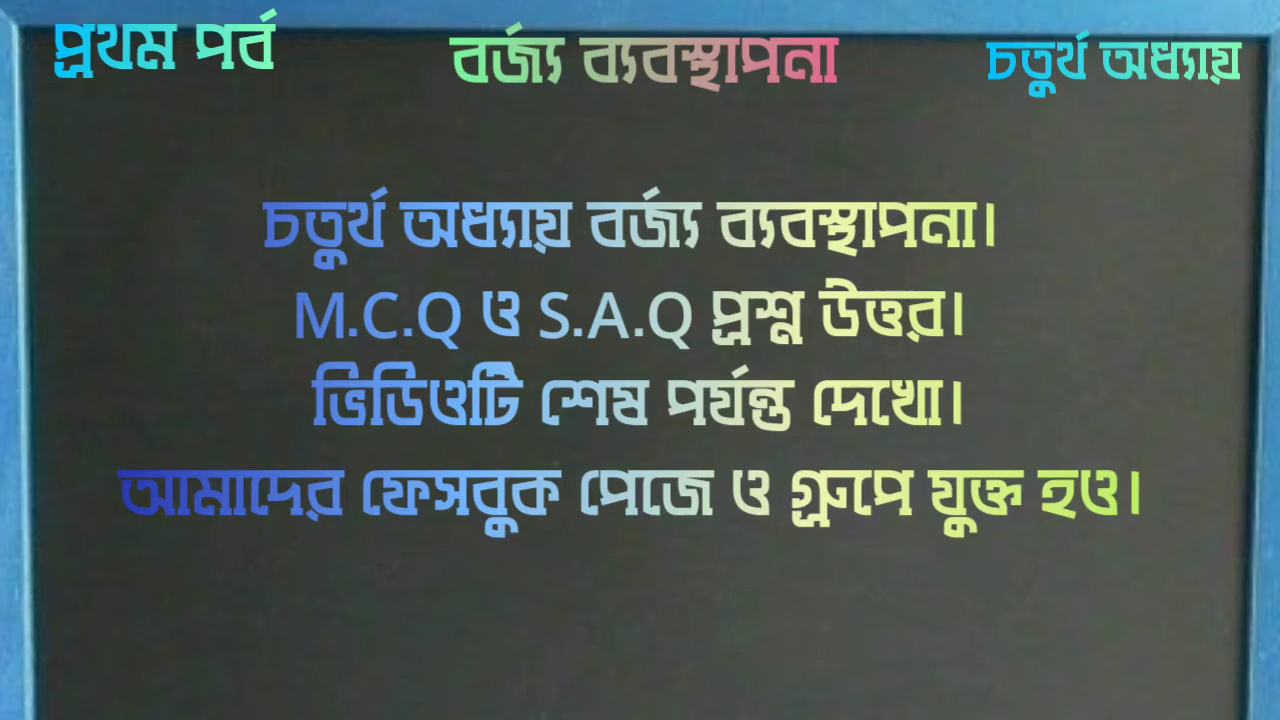 প্রথম পর্ব
বর্জ্য ব্যবস্থাপনা
চতুর্থ অধ্যায়
চতুর্থ অধ্যায় বর্জ্য ব্যবস্থাপনা।
M.C.Q ও S.A.Q প্রশ্ন উত্তর।
ভিডিওটি শেষ পর্যন্ত দেখো।
আমাদের ফেসবুক পেজে ও গ্রুপে যুক্ত হও।